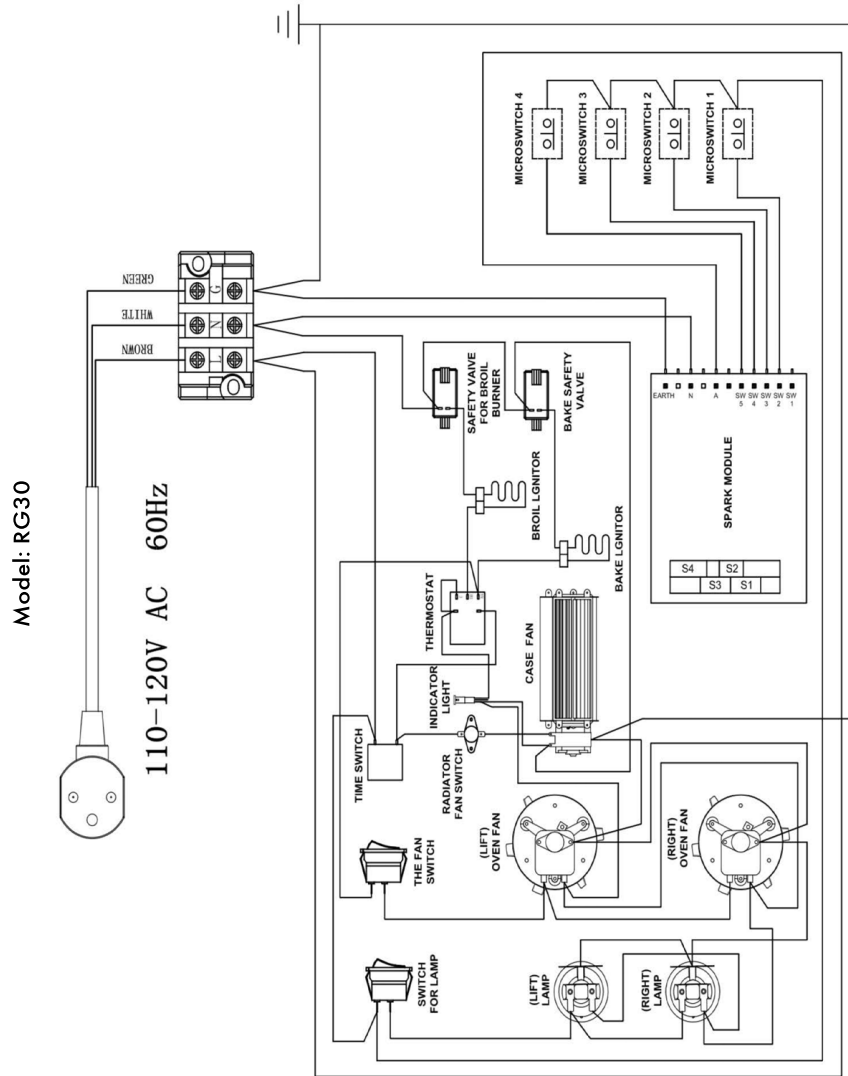 Model: RG30
110-120V AC 60Hz
GREEN
WHITE
BROWN
L
N
G
MICROSWITCH 4
MICROSWITCH 3
MICROSWITCH 2
MICROSWITCH 1
SAFETY VAIVE
FOR BROIL
BURNER
BAKE SAFETY
VALVE
BROIL LGNITOR
BAKE LGNITOR
THERMOSTAT
INDICATOR
LIGHT
CASE FAN
TIME SWITCH
RADIATOR
FAN SWITCH
THE FAN
SWITCH
(LIFT)
OVEN FAN
(RIGHT)
OVEN FAN
SWITCH
FOR LAMP
(LIFT)
LAMP
(RIGHT)
LAMP
EARTH
N
A
SW
5
SW
4
SW
3
SW
2
SW
1
SPARK MODULE
S4
S2
S3
S1